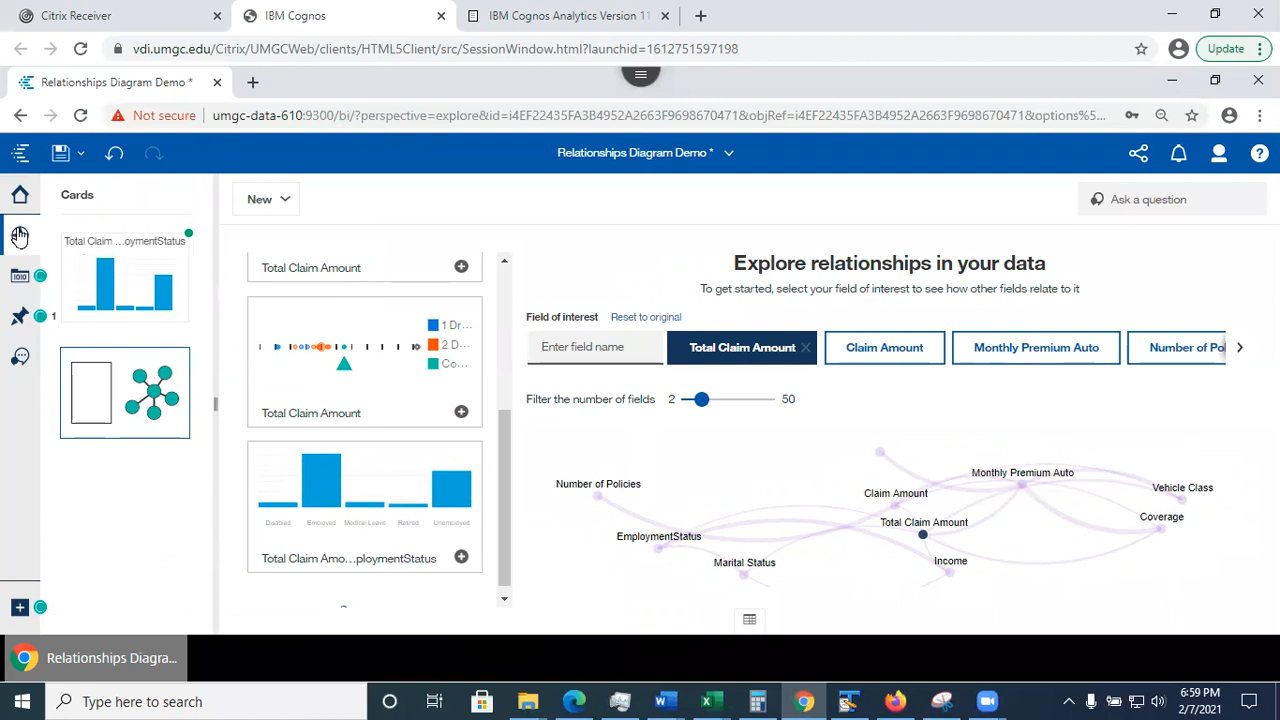 Citrix Receiver
IBM Cognos
IBM Cognos Analytics Version 11
vdi.umgc.edu/Citrix/UMGCWeb/clients/HTML5Client/src/SessionWindow.html?launchid=1612751597198
Update
Relationships Diagram Demo *
Not secure
umgc-data-610:9300/bi/?perspective=explore&id=i4EF22435FA3B4952A2663F9698670471&objRef=i4EF22435FA3B4952A2663F9698670471&options%5...
Relationships Diagram Demo *
Cards
New
Ask a question
Total Claim ...oymentStatus
1
Total Claim Amount
1 Dr...
2 D...
Co...
Total Claim Amount
Disabled Employed Medical Leave Retired Unemployed
Total Claim Amo...ploymentStatus
Explore relationships in your data
To get started, select your field of interest to see how other fields relate to it
Field of interest Reset to original
Enter field name
Total Claim Amount
Claim Amount
Monthly Premium Auto
Number of Pol
Filter the number of fields 2 50
Monthly Premium Auto
Number of Policies
Vehicle Class
Claim Amount
Coverage
Total Claim Amount
EmploymentStatus
Marital Status
Income
Relationships Diagra...
Type here to search
6:59 PM
2/7/2021